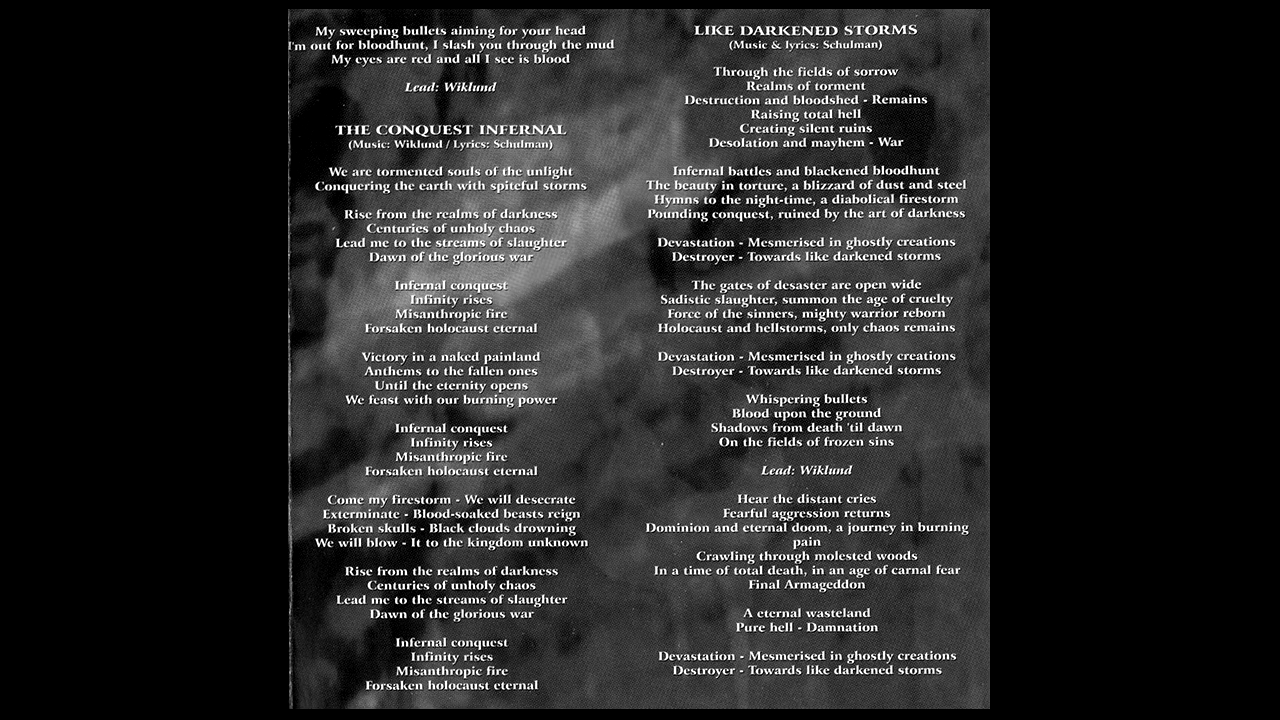 My sweeping bullets aiming for your head
I'm out for bloodhunt, I slash you through the mud
My eyes are red and all I see is blood
Lead: Wiklund
THE CONQUEST INFERNAL
(Music: Wiklund / Lyrics: Schulman)
We are tormented souls of the unlight
Conquering the earth with spiteful storms
Rise from the realms of darkness
Centuries of unholy chaos
Lead me to the streams of slaughter
Dawn of the glorious war
Infernal conquest
Infinity rises
Misanthropic fire
Forsaken holocaust eternal
Victory in a naked painland
Anthems to the fallen ones
Until the eternity opens
We feast with our burning power
Infernal conquest
Infinity rises
Misanthropic fire
Forsaken holocaust eternal
Come my firestorm - We will desecrate
Exterminate - Blood-soaked beasts reign
Broken skulls - Black clouds drowning
We will blow - It to the kingdom unknown
Rise from the realms of darkness
Centuries of unholy chaos
Lead me to the streams of slaughter
Dawn of the glorious war
Infernal conquest
Infinity rises
Misanthropic fire
Forsaken holocaust eternal
LIKE DARKENED STORMS
(Music & lyrics: Schulman)
Through the fields of sorrow
Realms of torment
Destruction and bloodshed - Remains
Raising total hell
Creating silent ruins
Desolation and mayhem - War
Infernal battles and blackened bloodhunt
The beauty in torture, a blizzard of dust and steel
Hymns to the night-time, a diabolical firestorm
Pounding conquest, ruined by the art of darkness
Devastation - Mesmerised in ghostly creations
Destroyer - Towards like darkened storms
The gates of desaster are open wide
Sadistic slaughter, summon the age of cruelty
Force of the sinners, mighty warrior reborn
Holocaust and hellstorms, only chaos remains
Devastation - Mesmerised in ghostly creations
Destroyer - Towards like darkened storms
Whispering bullets
Blood upon the ground
Shadows from death 'til dawn
On the fields of frozen sins
Lead: Wiklund
Hear the distant cries
Fearful aggression returns
Dominion and eternal doom, a journey in burning
pain
Crawling through molested woods
In a time of total death, in an age of carnal fear
Final Armageddon
A eternal wasteland
Pure hell - Damnation
Devastation - Mesmerised in ghostly creations
Destroyer - Towards like darkened storms